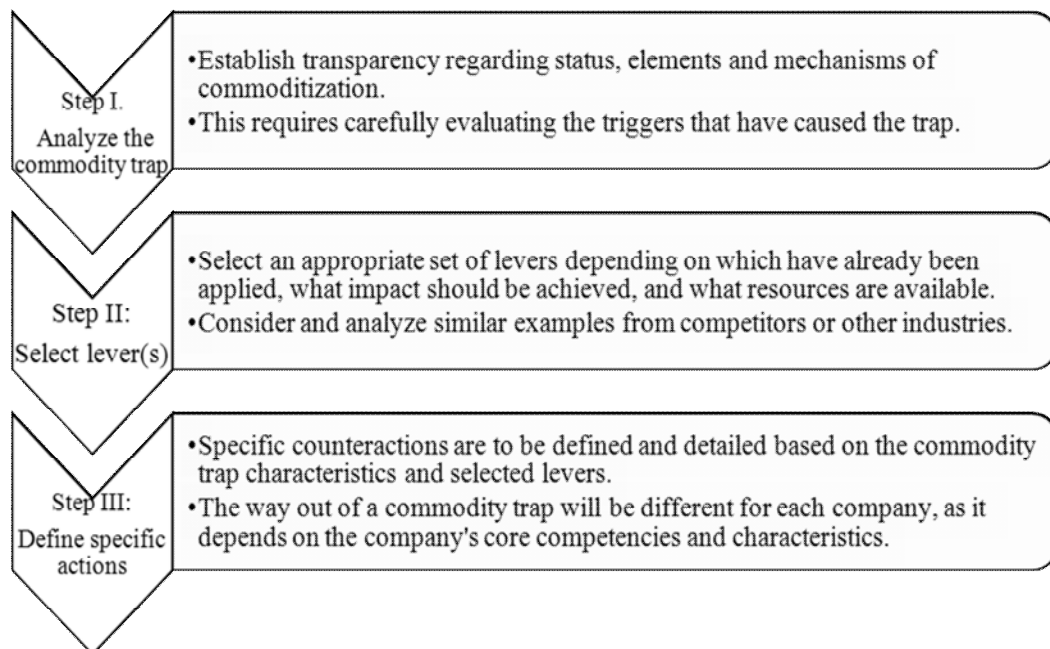 Step I.
Analyze the
commodity trap
•Establish transparency regarding status, elements and mechanisms of
commoditization.
•This requires carefully evaluating the triggers that have caused the trap.
Step II:
Select lever(s)
•Select an appropriate set of levers depending on which have already been
applied, what impact should be achieved, and what resources are available.
•Consider and analyze similar examples from competitors or other industries.
Step III:
Define specific
actions
•Specific counteractions are to be defined and detailed based on the commodity
trap characteristics and selected levers.
•The way out of a commodity trap will be different for each company, as it
depends on the company's core competencies and characteristics.